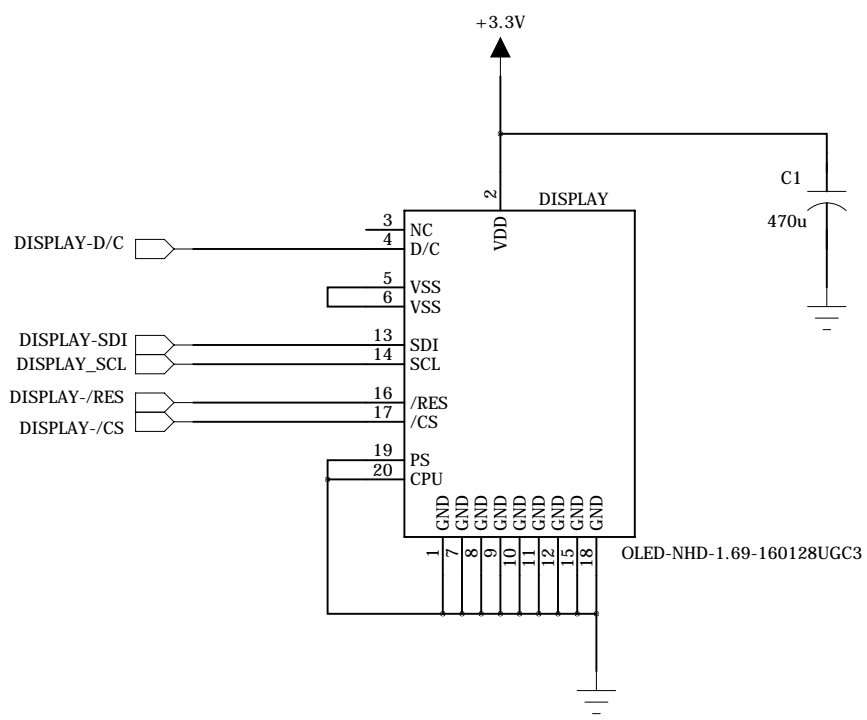 +3.3V
C1
470u
2
DISPLAY
VDD
3
NC
DISPLAY-D/C
4
D/C
5
VSS
6
VSS
DISPLAY-SDI
13
SDI
DISPLAY_SCL
14
SCL
DISPLAY-/RES
16
/RES
DISPLAY-/CS
17
/CS
19
PS
20
CPU
GND GND GND GND GND GND GND GND GND
1 7 8 9 10 11 12 15 18
OLED-NHD-1.69-160128UGC3